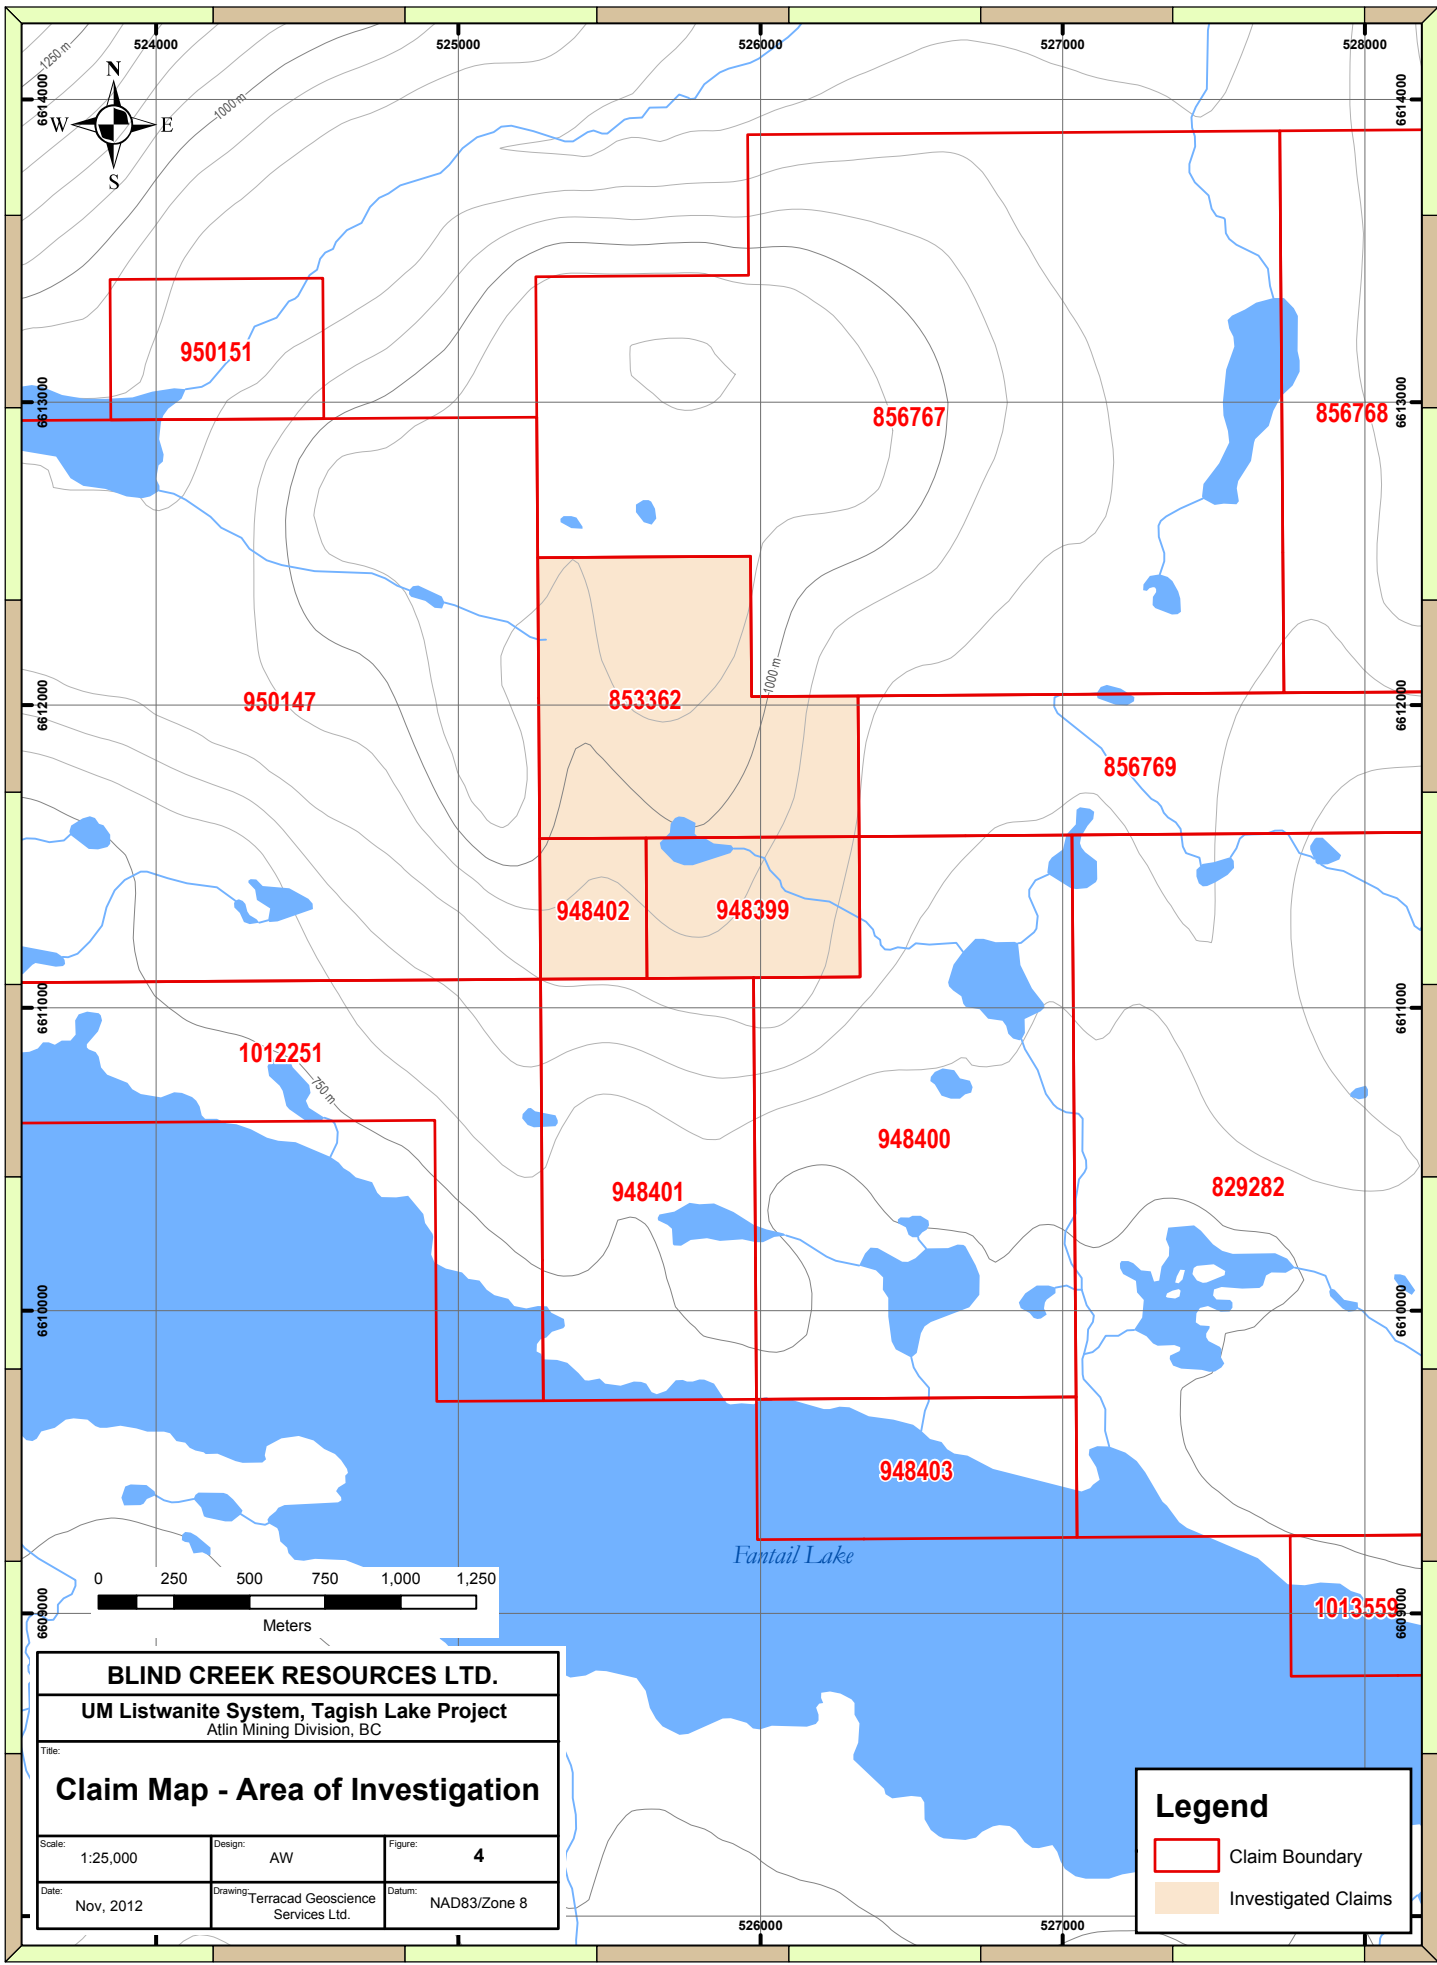 524000
525000
526000
527000
528000
1250 m
N
W
E
S
6614000
6614000
1000 m
950151
6613000
856767
856768
6613000
950147
6612000
853362
1000 m
6612000
856769
948402
948399
6611000
6611000
1012251
750 m
948400
948401
829282
6610000
6610000
948403
Fantail Lake
0 250 500 750 1,000 1,250
Meters
6609000
1013559
6609000
BLIND CREEK RESOURCES LTD.
UM Listwanite System, Tagish Lake Project
Atlin Mining Division, BC
Title:
Claim Map - Area of Investigation
Scale:
1:25,000
Design:
AW
Figure:
4
Date:
Nov, 2012
Drawing:
Terracad Geoscience
Services Ltd.
Datum:
NAD83/Zone 8
Legend
Claim Boundary
Investigated Claims
526000
527000